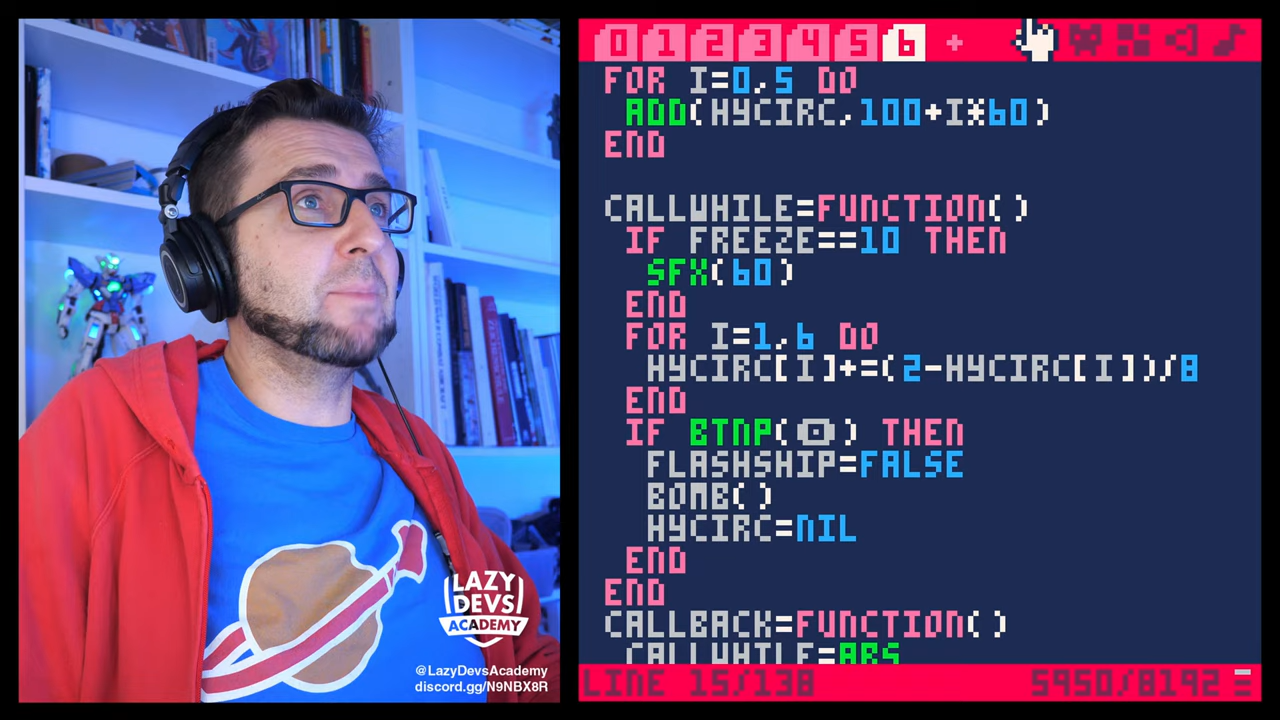 LAZY
DEVS
ACADEMY
@LazyDevsAcademy
discord.gg/N9NBX8R
0 1 2 3 4 5 6 +
FOR I=0,5 DO
ADD(HYCIRC,100+I*60)
END
CALLWHILE=FUNCTION()
IF FREEZE==10 THEN
SFX(60)
END
FOR I=1,6 DO
HYCIRC[I]+=(2-HYCIRC[I])/8
END
IF BTNP(🅾️) THEN
FLASHSHIP=FALSE
BOMB()
HYCIRC=NIL
END
END
CALLBACK=FUNCTION()
CALLWHILE=ABS
LINE 15/138
5950/8192